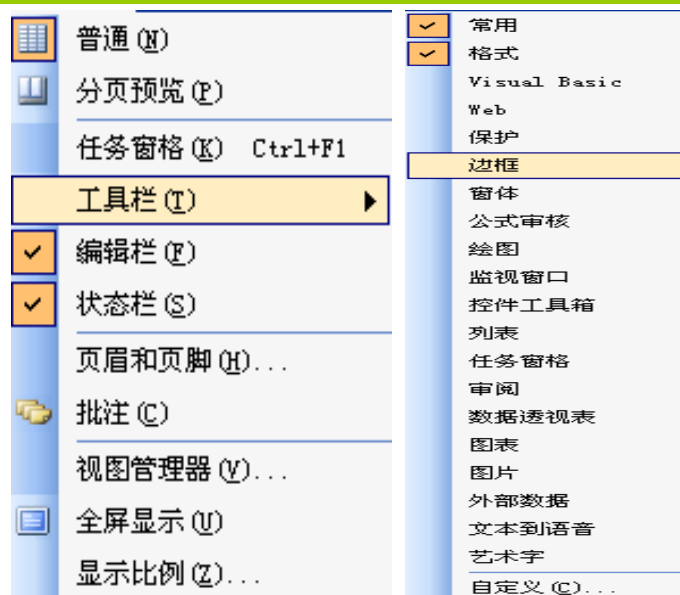 普通(N)
分页预览(P)
任务窗格(K) Ctrl+F1
工具栏(T)
编辑栏(F)
状态栏(S)
页眉和页脚(H)...
批注(C)
视图管理器(V)...
全屏显示(U)
显示比例(Z)...
常用
格式
Visual Basic
Web
保护
边框
窗体
公式审核
绘图
监视窗口
控件工具箱
列表
任务窗格
审阅
数据透视表
图表
图片
外部数据
文本到语音
艺术字
自定义(C)...